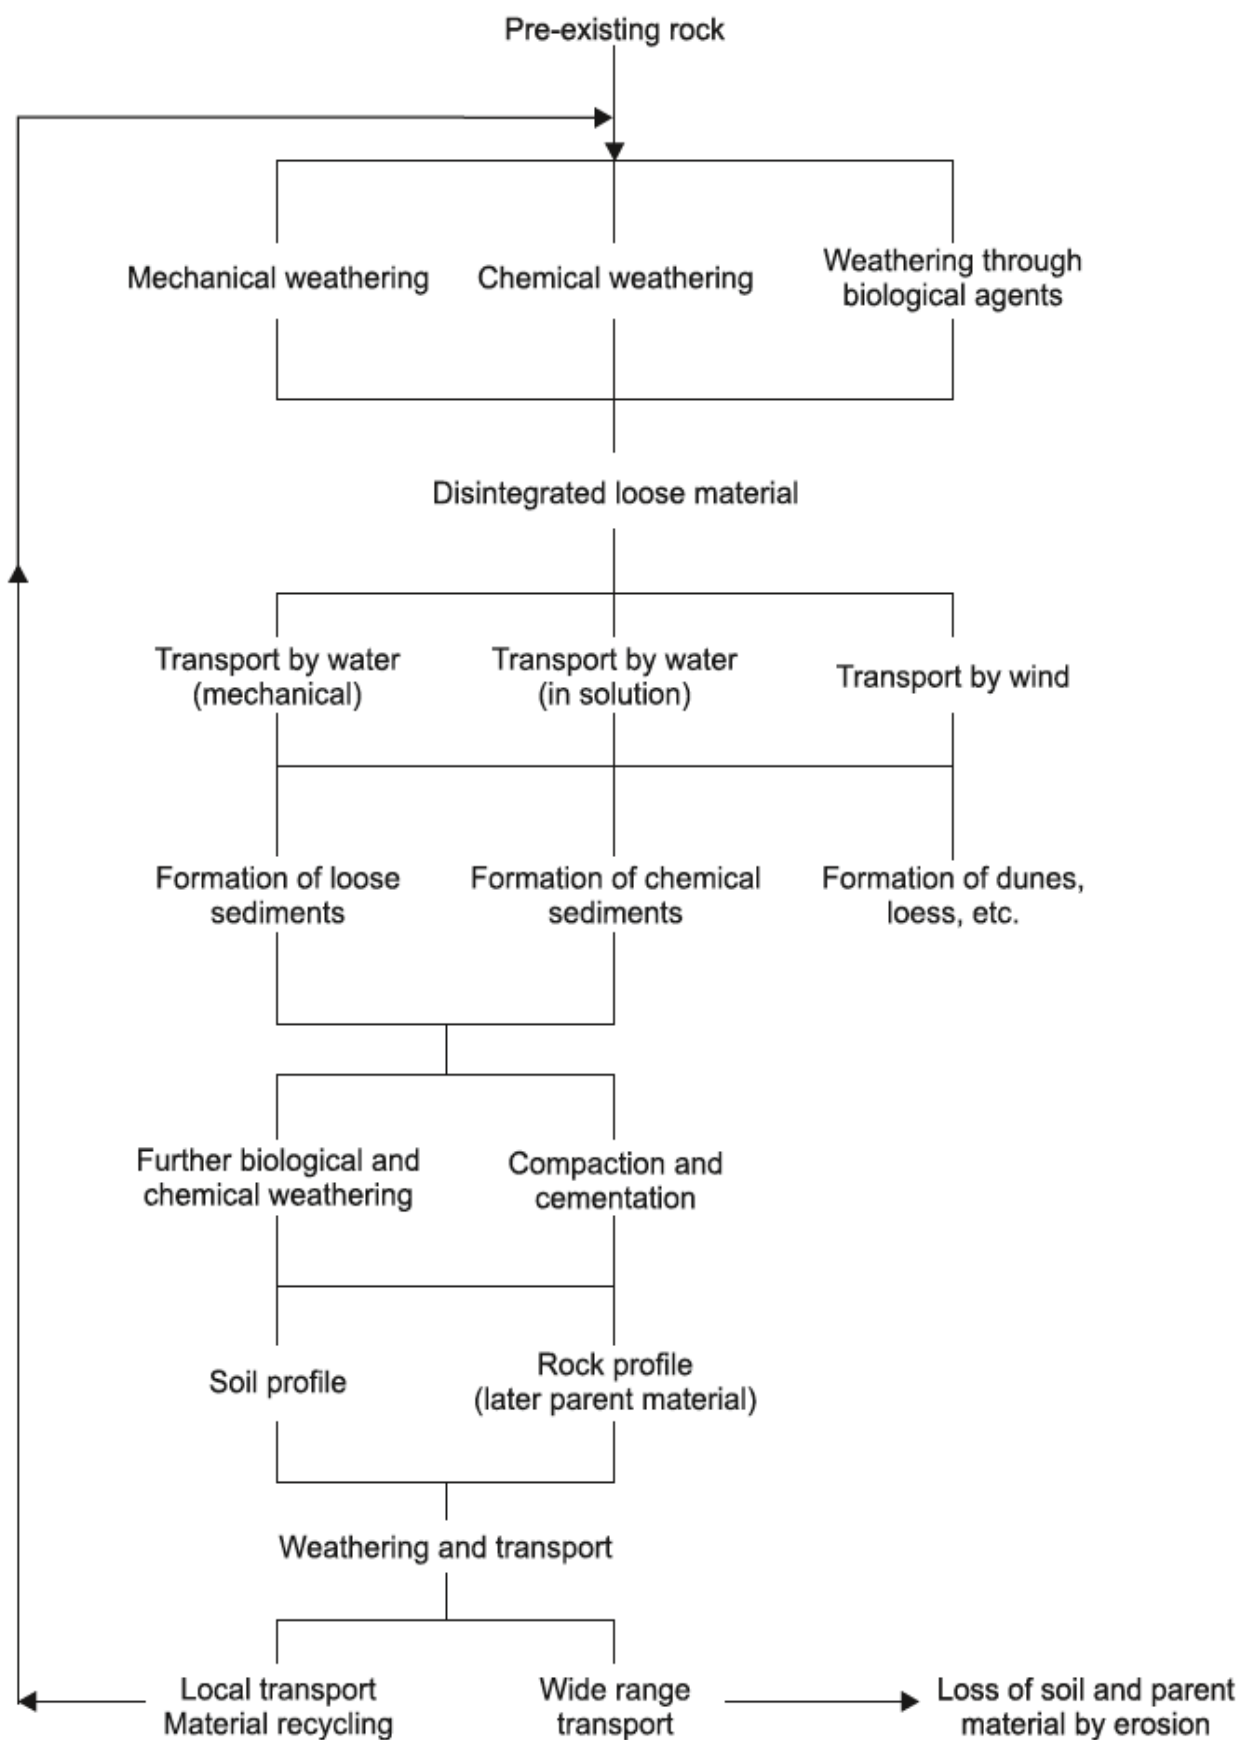 Pre-existing rock
Mechanical weathering
Chemical weathering
Weathering through
biological agents
Disintegrated loose material
Transport by water
(mechanical)
Transport by water
(in solution)
Transport by wind
Formation of loose
sediments
Formation of chemical
sediments
Formation of dunes,
loess, etc.
Further biological and
chemical weathering
Compaction and
cementation
Soil profile
Rock profile
(later parent material)
Weathering and transport
Local transport
Material recycling
Wide range
transport
Loss of soil and parent
material by erosion